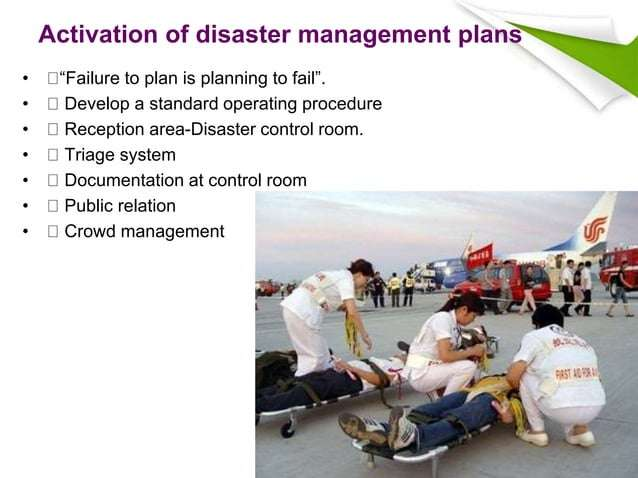 Activation of disaster management plans
• □“Failure to plan is planning to fail”.
• □ Develop a standard operating procedure
• □ Reception area-Disaster control room.
• □ Triage system
• □ Documentation at control room
• □ Public relation
• □ Crowd management
FIRST AID FOR